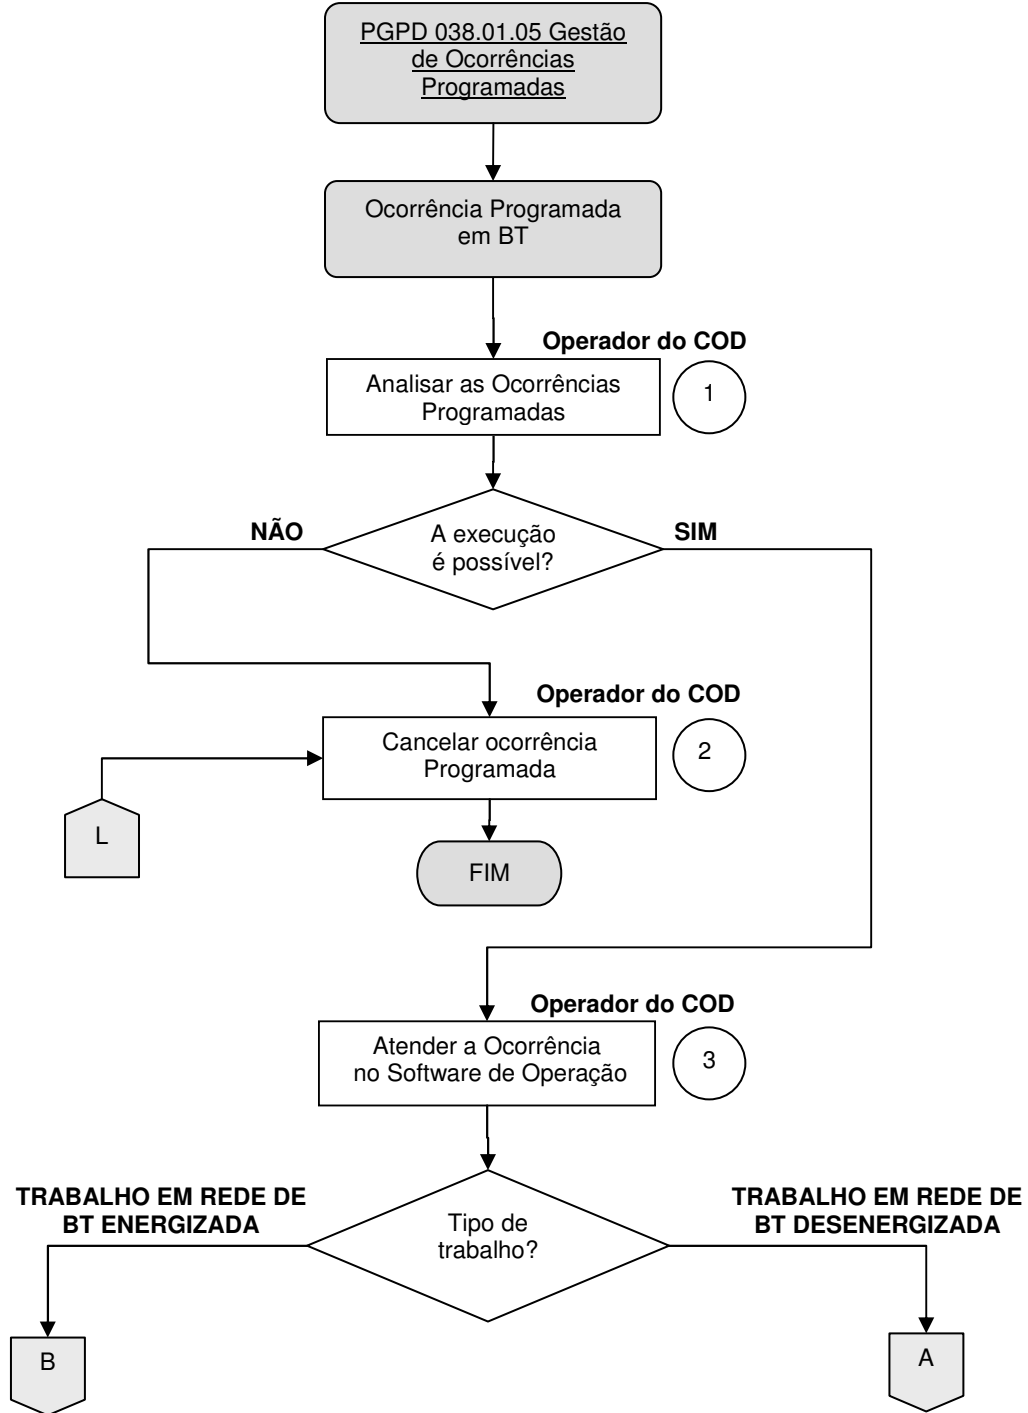 PGPD 038.01.05 Gestão
de Ocorrências
Programadas
Ocorrência Programada
em BT
Operador do COD
Analisar as Ocorrências
Programadas
1
NÃO
A execução
é possível?
SIM
Operador do COD
Cancelar ocorrência
Programada
2
L
FIM
Operador do COD
Atender a Ocorrência
no Software de Operação
3
TRABALHO EM REDE DE
BT ENERGIZADA
Tipo de
trabalho?
TRABALHO EM REDE DE
BT DESENERGIZADA
B
A